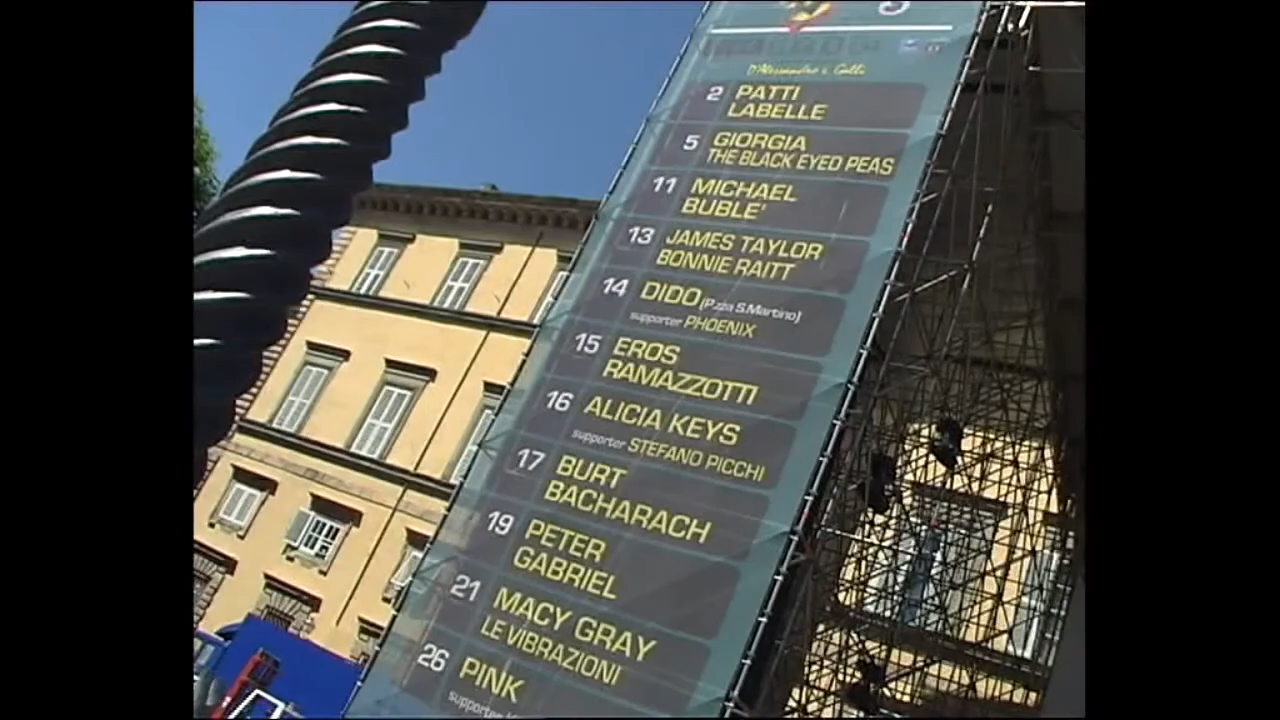 D'Alessandro e Galli
2 PATTI
LABELLE
5 GIORGIA
THE BLACK EYED PEAS
11 MICHAEL
BUBLE'
13 JAMES TAYLOR
BONNIE RAITT
14 DIDO (P.zza S.Martino)
supporter PHOENIX
15 EROS
RAMAZZOTTI
16 ALICIA KEYS
supporter STEFANO PICCHI
17 BURT
BACHARACH
19 PETER
GABRIEL
21 MACY GRAY
LE VIBRAZIONI
26 PINK
supporter